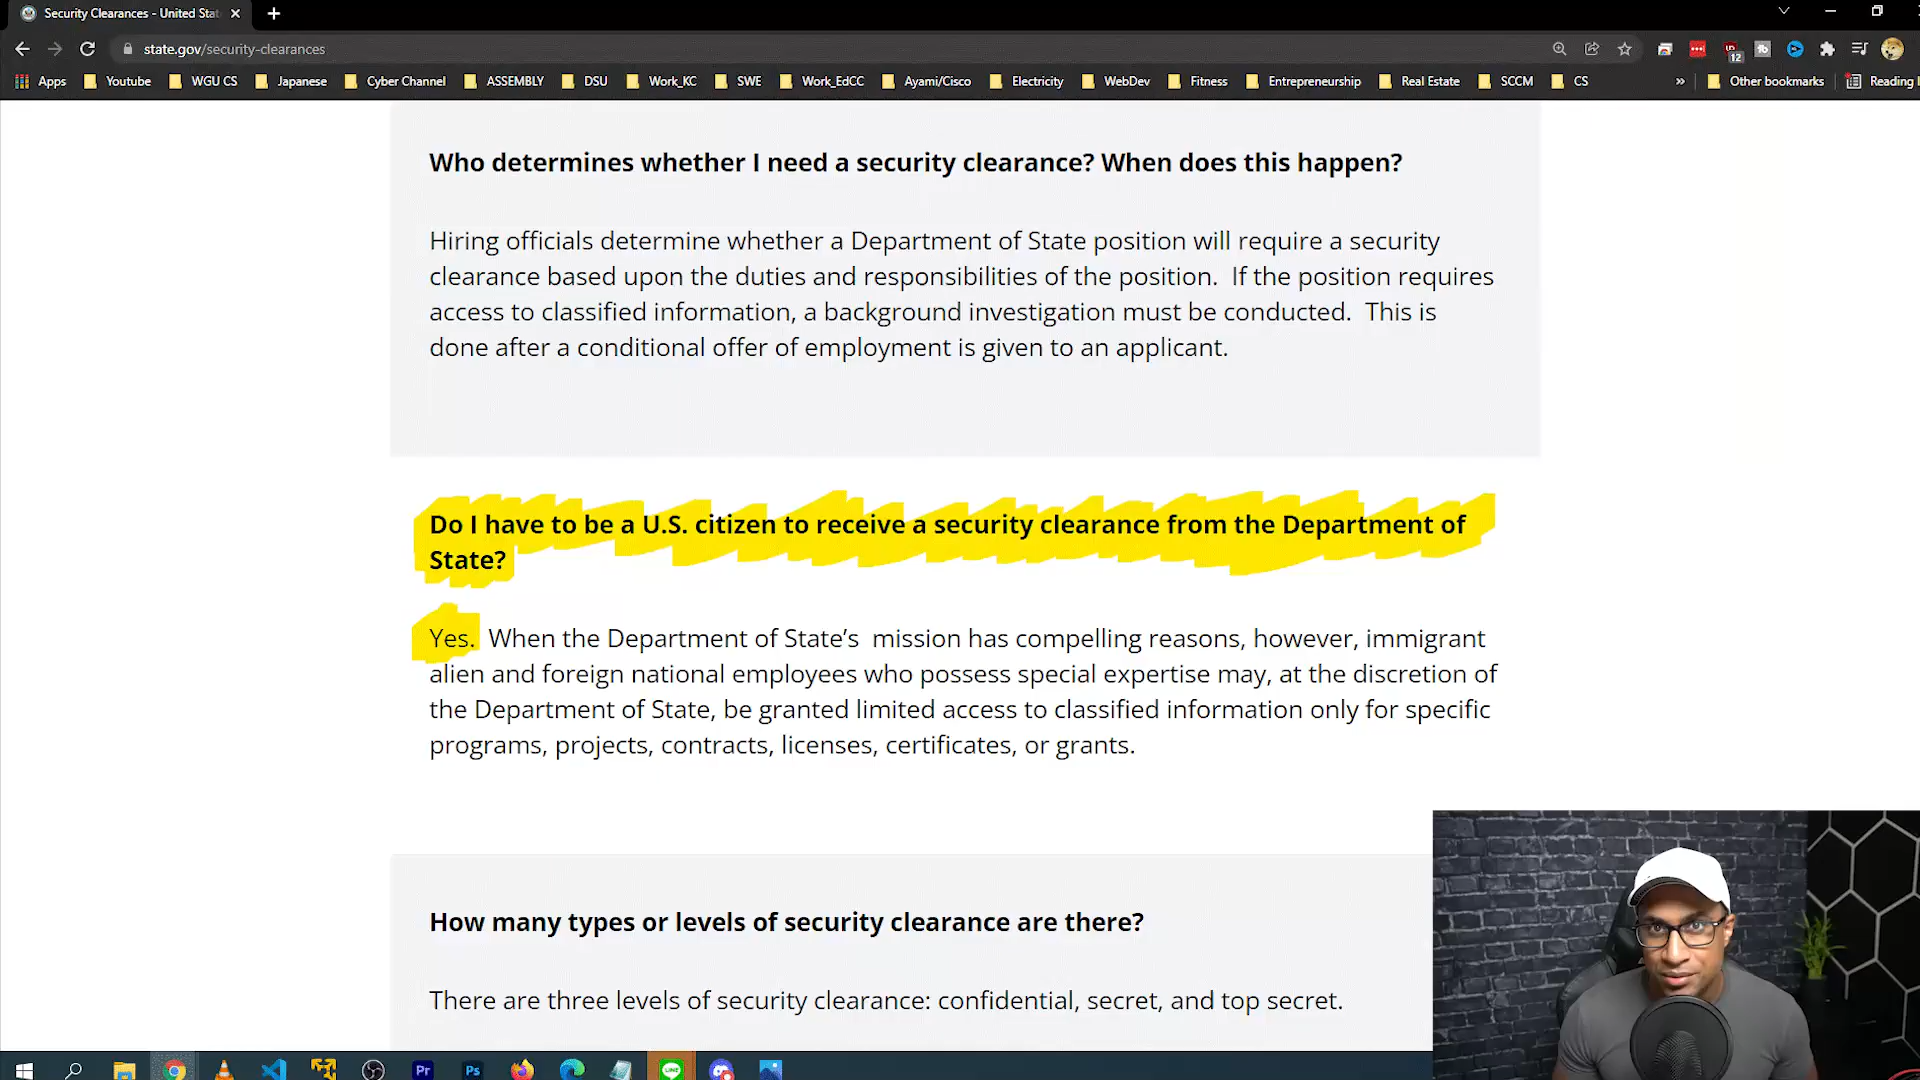 Security Clearances - United Stat
state.gov/security-clearances
12
Apps Youtube WGU CS Japanese Cyber Channel ASSEMBLY DSU Work_KC SWE Work_EdCC Ayami/Cisco Electricity WebDev Fitness Entrepreneurship Real Estate SCCM CS » Other bookmarks Reading l
Who determines whether I need a security clearance? When does this happen?
Hiring officials determine whether a Department of State position will require a security
clearance based upon the duties and responsibilities of the position.  If the position requires
access to classified information, a background investigation must be conducted.  This is
done after a conditional offer of employment is given to an applicant.
Do I have to be a U.S. citizen to receive a security clearance from the Department of
State?
Yes.  When the Department of State’s  mission has compelling reasons, however, immigrant
alien and foreign national employees who possess special expertise may, at the discretion of
the Department of State, be granted limited access to classified information only for specific
programs, projects, contracts, licenses, certificates, or grants.
How many types or levels of security clearance are there?
There are three levels of security clearance: confidential, secret, and top secret.
Pr Ps LINE